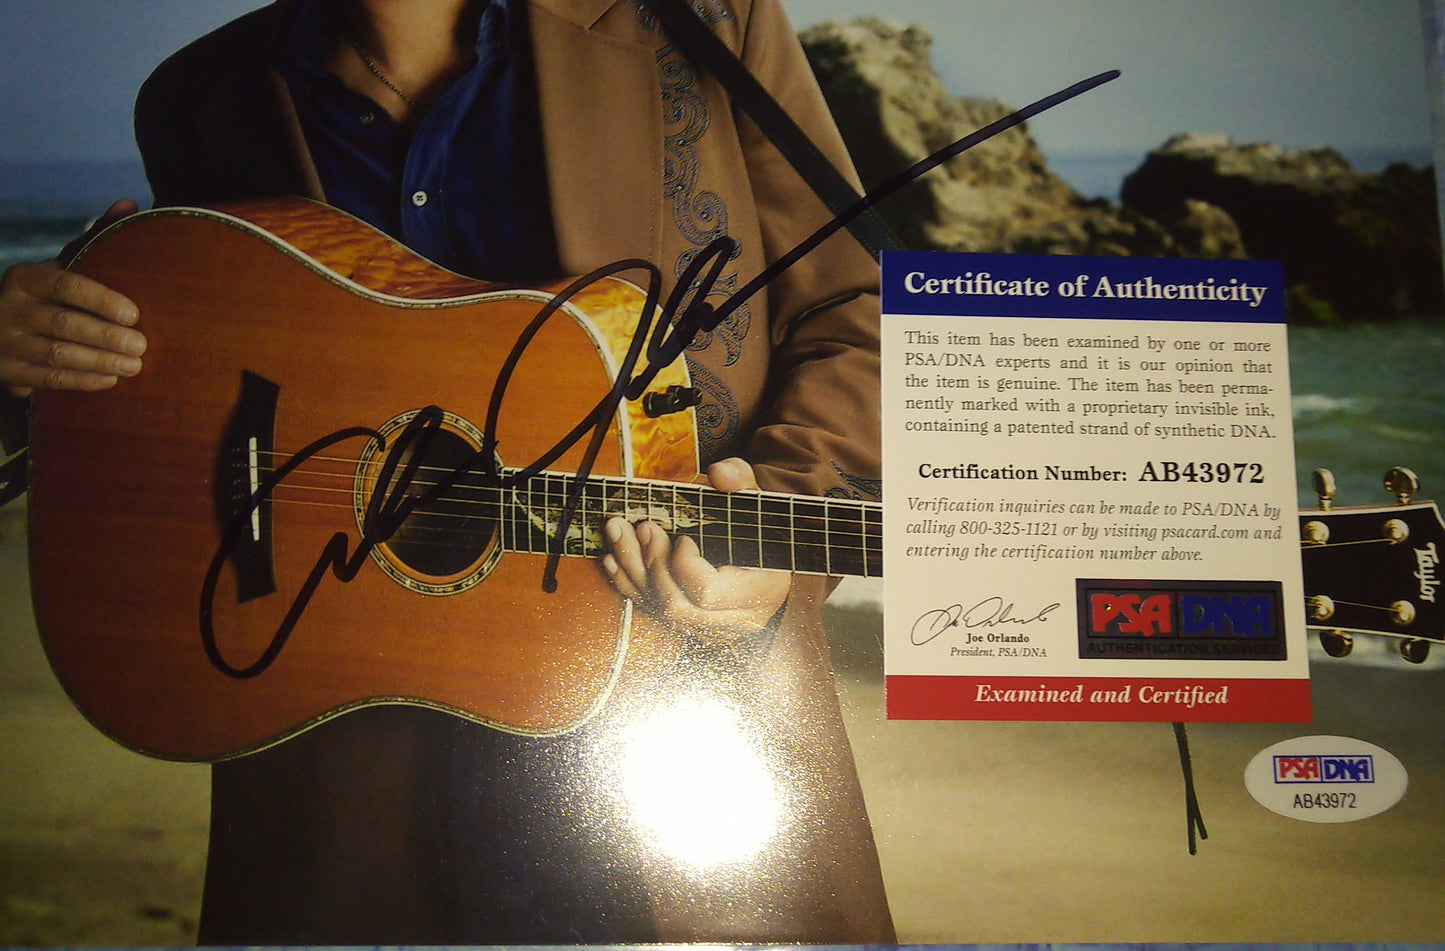 Certificate of Authenticity
This item has been examined by one or more
PSA/DNA experts and it is our opinion that
the item is genuine. The item has been perma-
nently marked with a proprietary invisible ink,
containing a patented strand of synthetic DNA.
Certification Number: AB43972
Verification inquiries can be made to PSA/DNA by
calling 800-325-1121 or by visiting psacard.com and
entering the certification number above.
Joe Orlando
President, PSA/DNA
PSA DNA
AUTHENTICATION SERVICES
Examined and Certified
Taylor
PSA DNA
AB43972